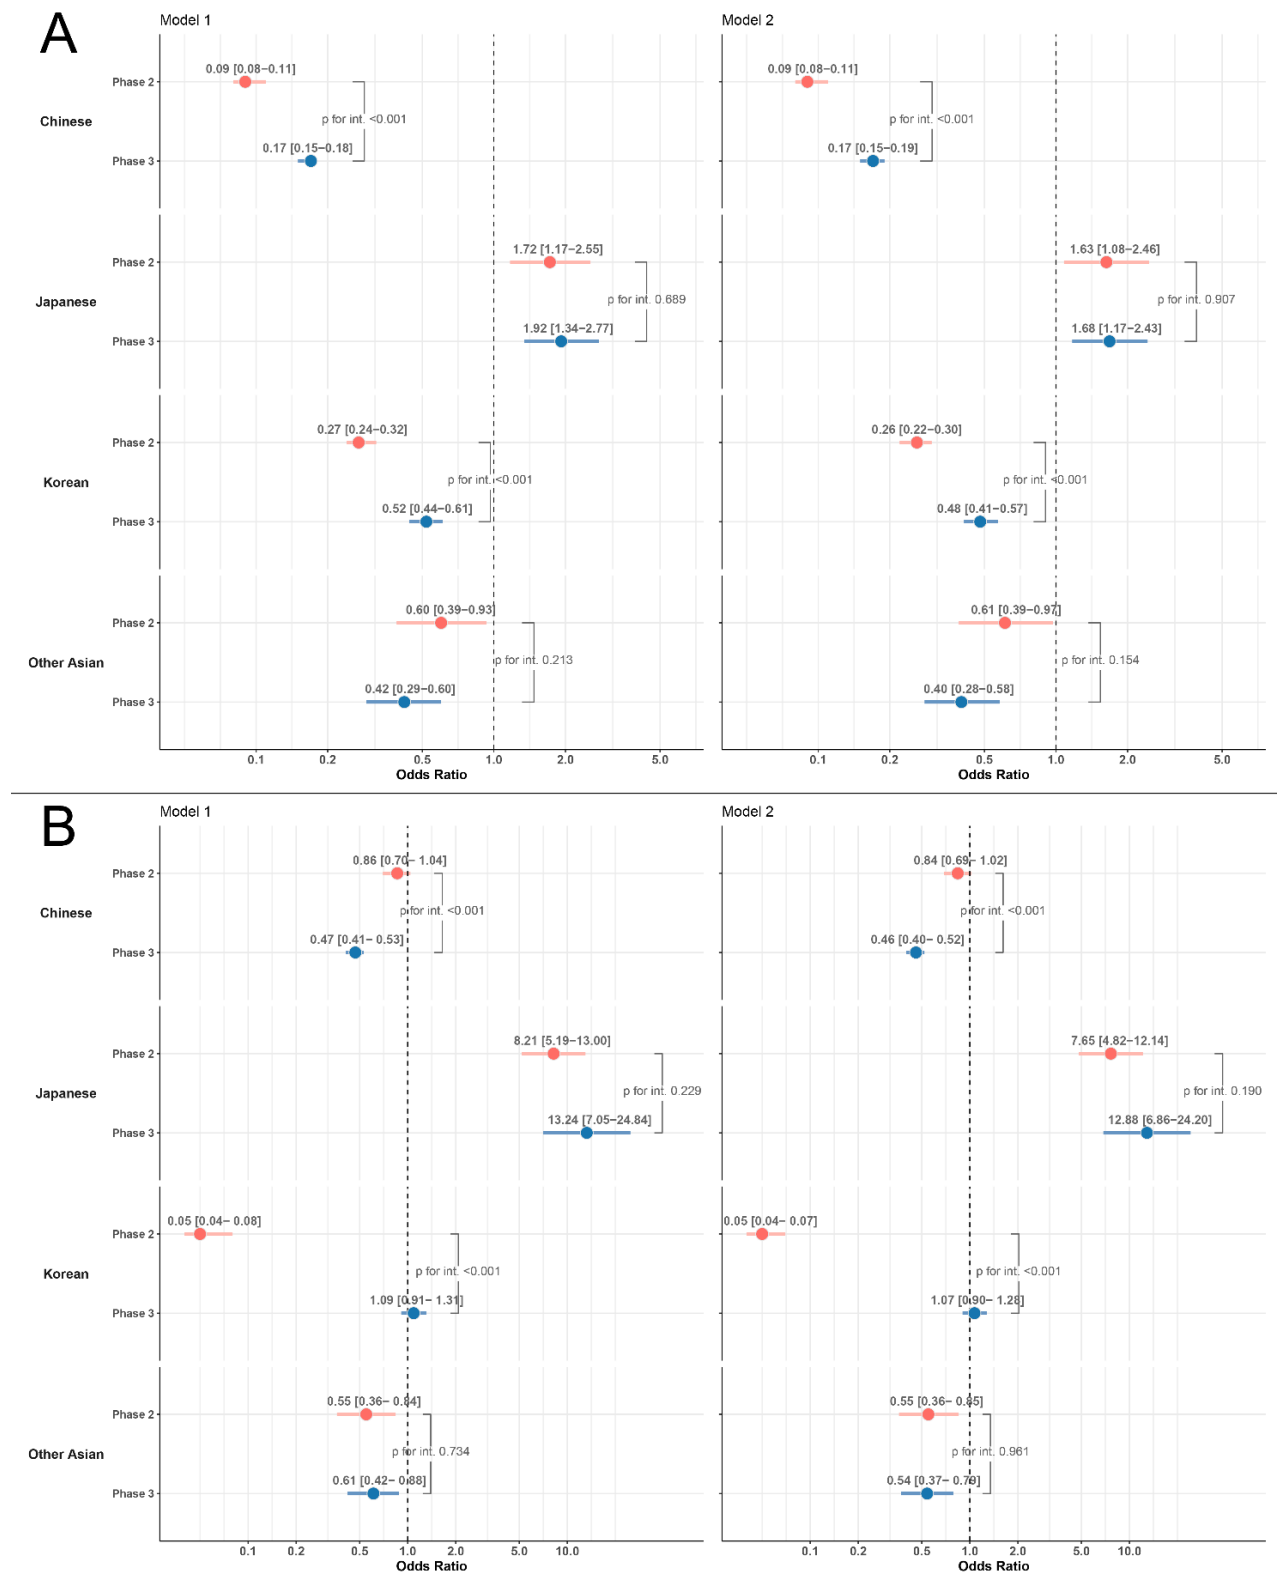 A
Model 1
Model 2
Chinese
Phase 2
0.09 [0.08–0.11]
0.09 [0.08–0.11]
p for int. <0.001
p for int. <0.001
Phase 3
0.17 [0.15–0.18]
0.17 [0.15–0.19]
Japanese
Phase 2
1.72 [1.17–2.55]
1.63 [1.08–2.46]
p for int. 0.689
p for int. 0.907
Phase 3
1.92 [1.34–2.77]
1.68 [1.17–2.43]
Korean
Phase 2
0.27 [0.24–0.32]
0.26 [0.22–0.30]
p for int. <0.001
p for int. <0.001
Phase 3
0.52 [0.44–0.61]
0.48 [0.41–0.57]
Other Asian
Phase 2
0.60 [0.39–0.93]
0.61 [0.39–0.97]
p for int. 0.213
p for int. 0.154
Phase 3
0.42 [0.29–0.60]
0.40 [0.28–0.58]
0.1 0.2 0.5 1.0 2.0 5.0
0.1 0.2 0.5 1.0 2.0 5.0
Odds Ratio
Odds Ratio
B
Model 1
Model 2
Chinese
Phase 2
0.86 [0.70– 1.04]
0.84 [0.69– 1.02]
p for int. <0.001
p for int. <0.001
Phase 3
0.47 [0.41– 0.53]
0.46 [0.40– 0.52]
Japanese
Phase 2
8.21 [5.19–13.00]
7.65 [4.82–12.14]
p for int. 0.229
p for int. 0.190
Phase 3
13.24 [7.05–24.84]
12.88 [6.86–24.20]
Korean
Phase 2
0.05 [0.04– 0.08]
0.05 [0.04– 0.07]
p for int. <0.001
p for int. <0.001
Phase 3
1.09 [0.91– 1.31]
1.07 [0.90– 1.28]
Other Asian
Phase 2
0.55 [0.36– 0.84]
0.55 [0.36– 0.85]
p for int. 0.734
p for int. 0.961
Phase 3
0.61 [0.42– 0.88]
0.54 [0.37– 0.79]
0.1 0.2 0.5 1.0 2.0 5.0 10.0
0.1 0.2 0.5 1.0 2.0 5.0 10.0
Odds Ratio
Odds Ratio